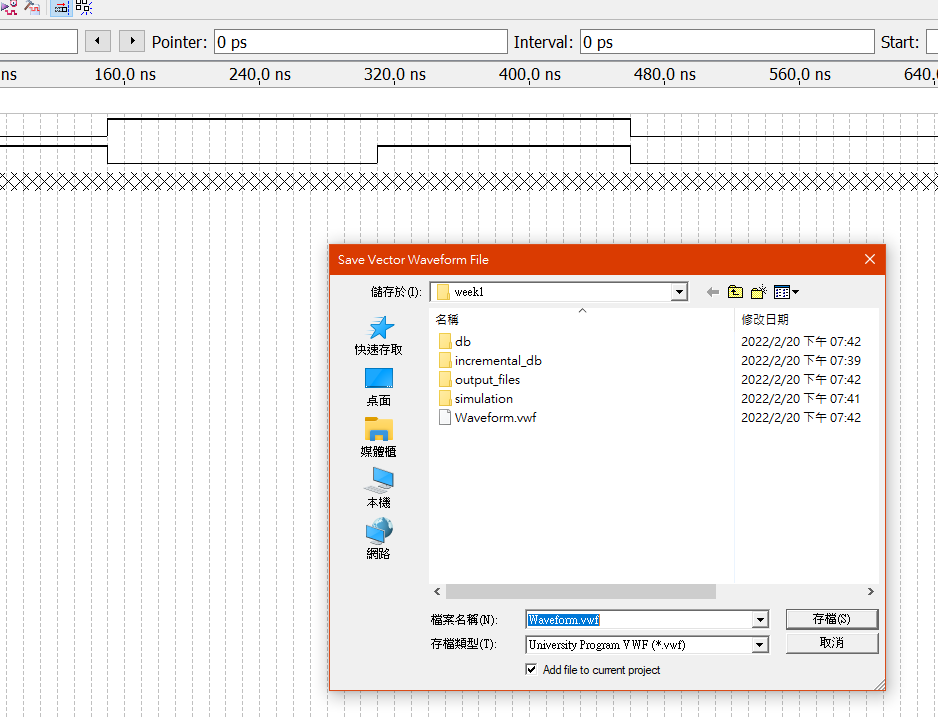 Pointer: 0 ps Interval: 0 ps Start:
ns 160.0 ns 240.0 ns 320.0 ns 400.0 ns 480.0 ns 560.0 ns 640.
Save Vector Waveform File
儲存於(I): week1
名稱 修改日期
db 2022/2/20 下午 07:42
incremental_db 2022/2/20 下午 07:39
output_files 2022/2/20 下午 07:42
simulation 2022/2/20 下午 07:41
Waveform.vwf 2022/2/20 下午 07:42
快速存取
桌面
媒體櫃
本機
網路
檔案名稱(N): Waveform.vwf 存檔(S)
存檔類型(T): University Program VWF (*.vwf) 取消
Add file to current project